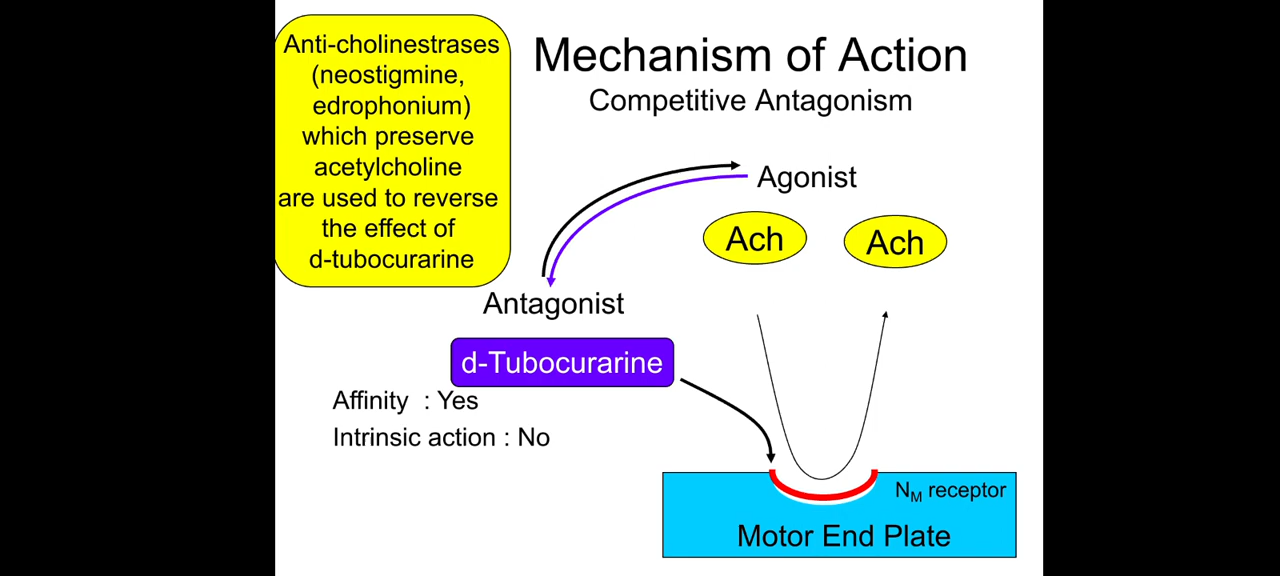 Anti-cholinestrases
(neostigmine,
edrophonium)
which preserve
acetylcholine
are used to reverse
the effect of
d-tubocurarine
Mechanism of Action
Competitive Antagonism
Agonist
Ach
Ach
Antagonist
d-Tubocurarine
Affinity : Yes
Intrinsic action : No
NM receptor
Motor End Plate